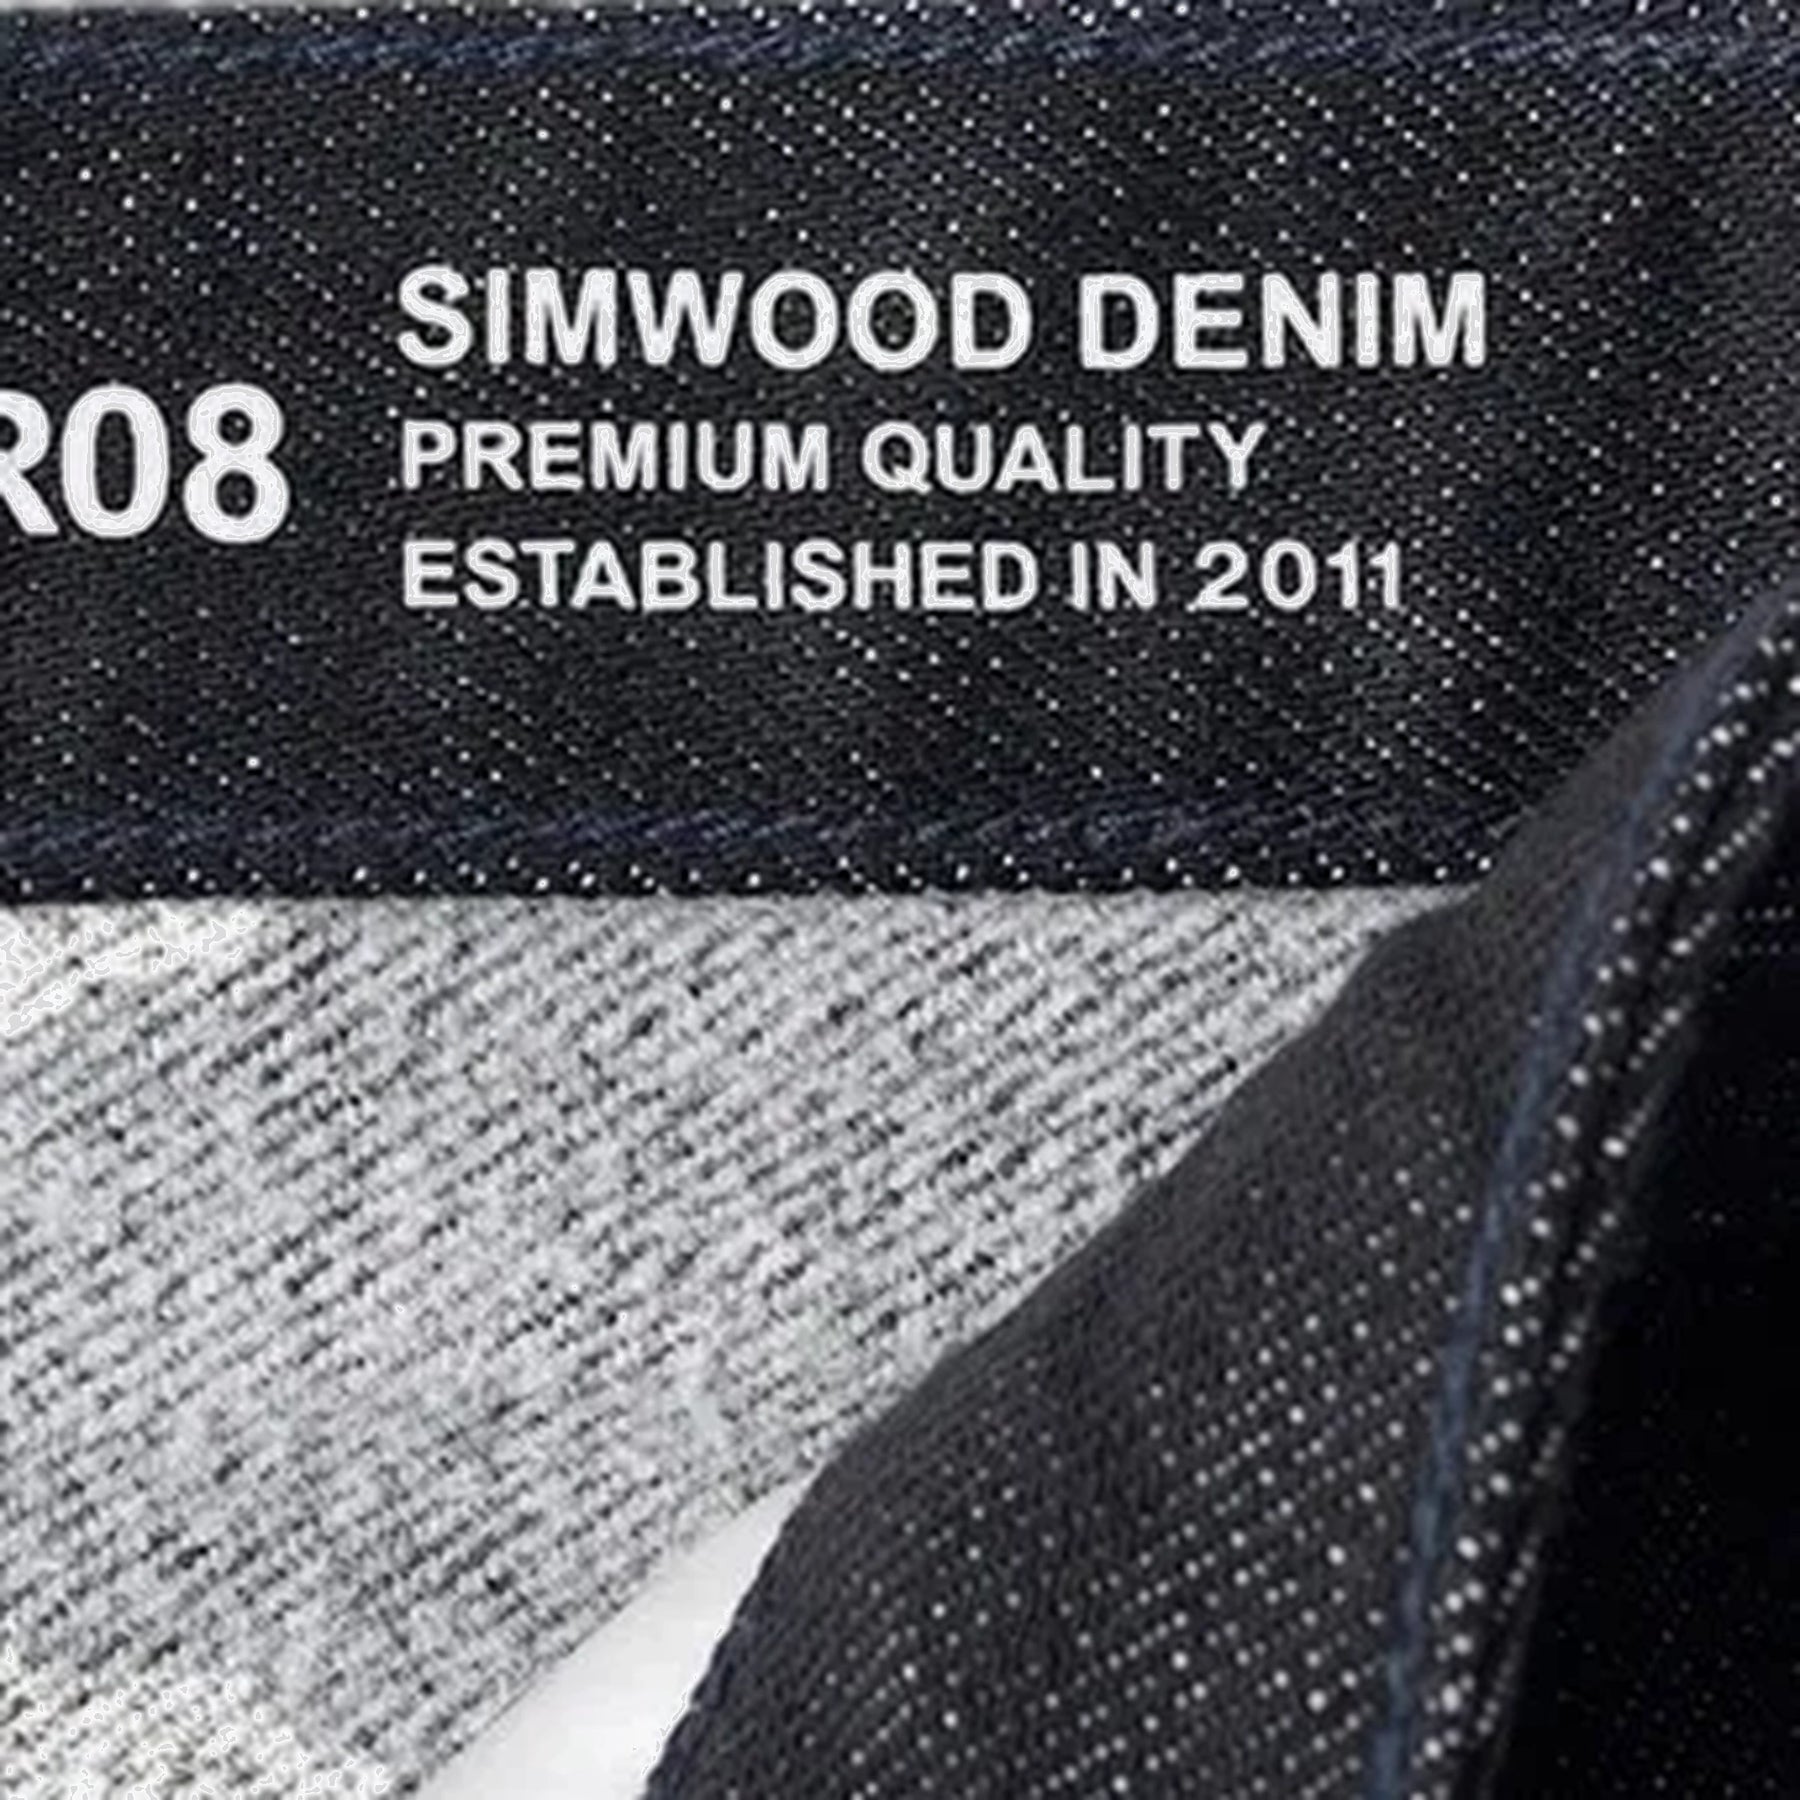 R08
SIMWOOD DENIM
PREMIUM QUALITY
ESTABLISHED IN 2011